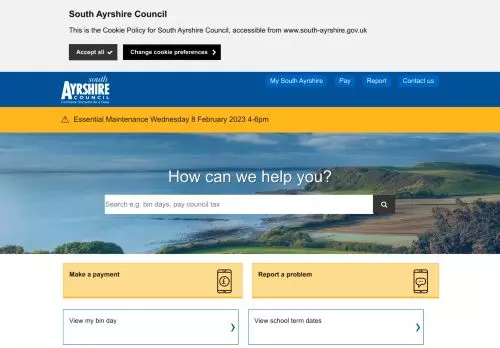 South Ayrshire Council
This is the Cookie Policy for South Ayrshire Council, accessible from www.south-ayrshire.gov.uk
Accept all
Change cookie preferences
south
AYRSHIRE
COUNCIL
My South Ayrshire
Pay
Report
Contact us
Essential Maintenance Wednesday 8 February 2023 4-6pm
How can we help you?
Search e.g. bin days, pay council tax
Make a payment
£
Report a problem
View my bin day
View school term dates